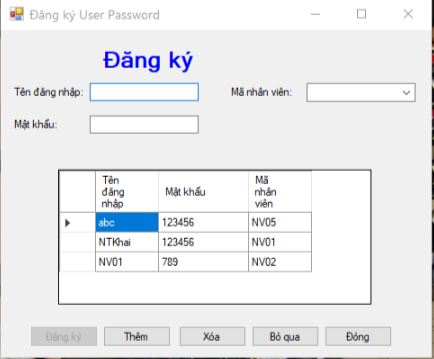 Đăng ký User Password
Đăng ký
Tên đăng nhập: Mã nhân viên:
Mật khẩu:
Tên đăng nhập Mật khẩu Mã nhân viên
abc 123456 NV05
NTKhai 123456 NV01
NV01 789 NV02
Đăng ký Thêm Xóa Bỏ qua Đóng